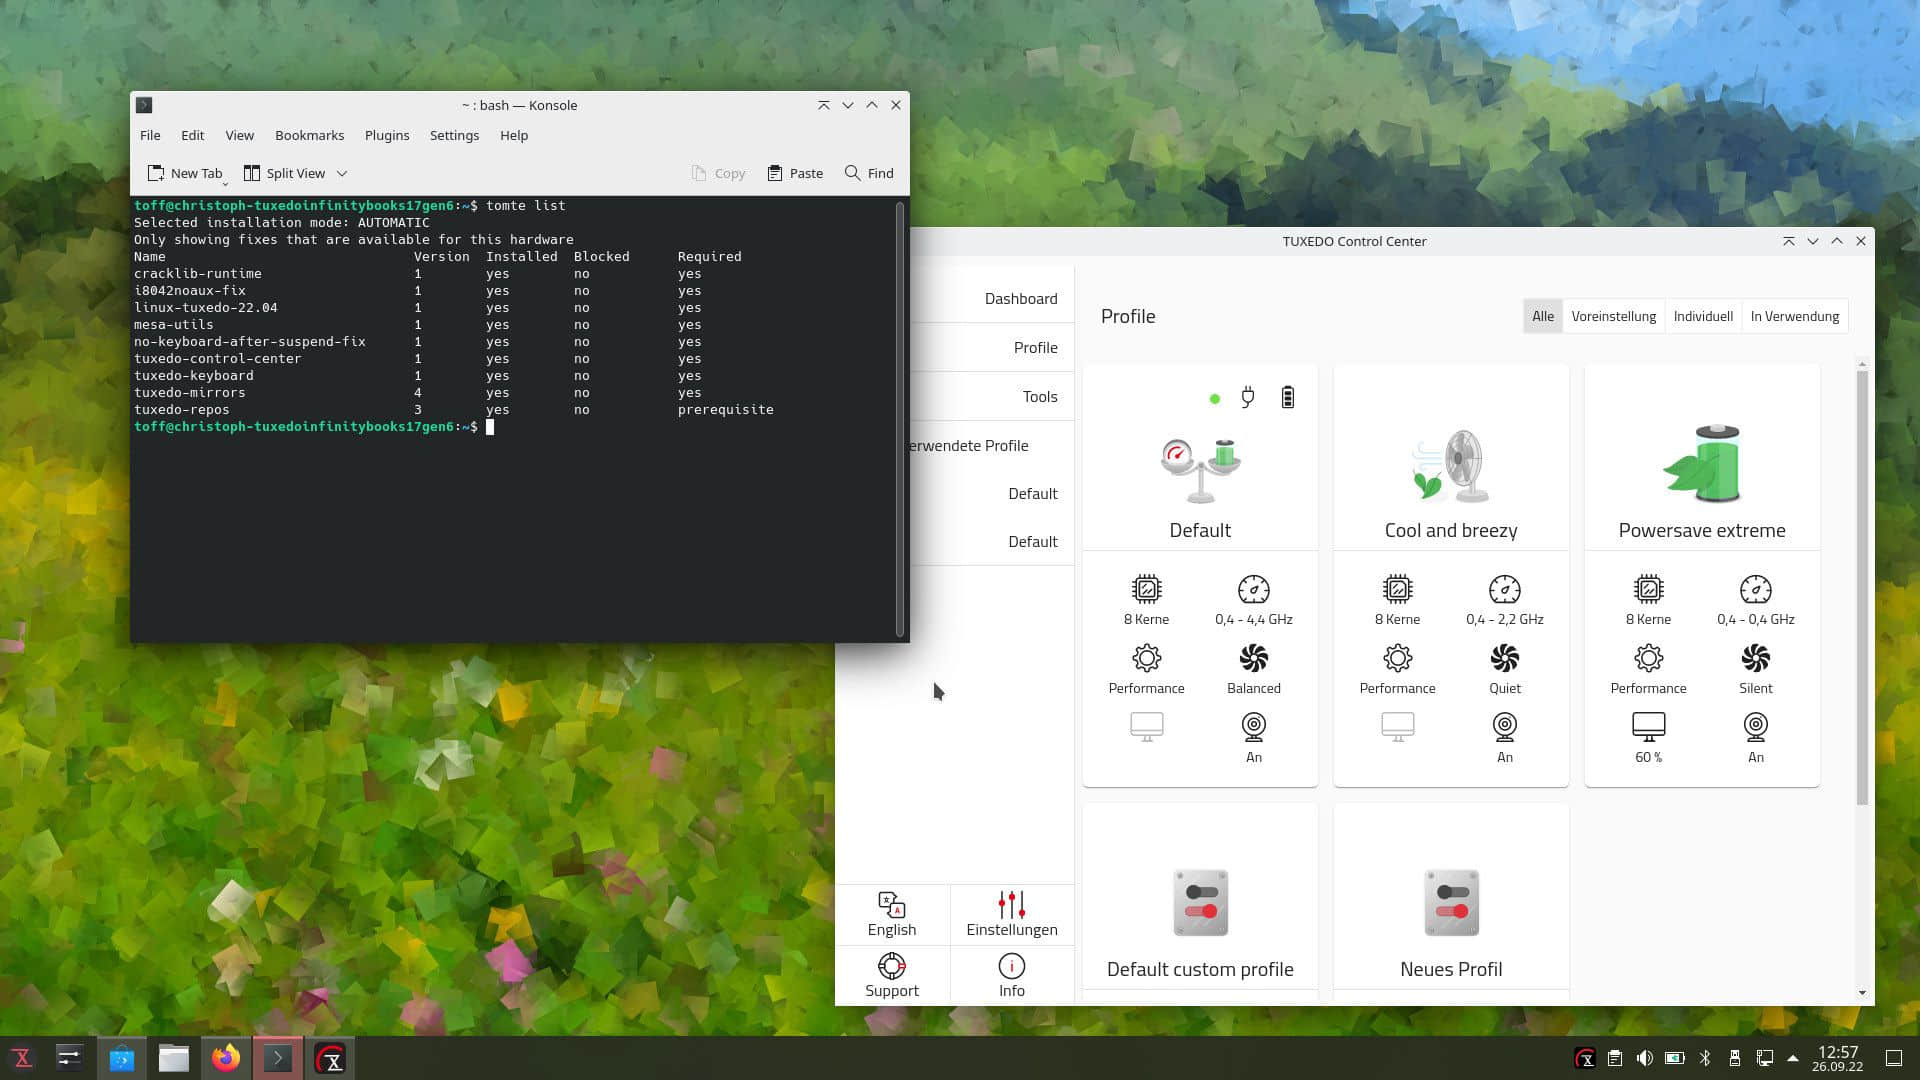 ~ : bash — Konsole
File Edit View Bookmarks Plugins Settings Help
New Tab Split View Copy Paste Find
toff@christoph-tuxedoinfinitybooks17gen6:~$ tomte list
Selected installation mode: AUTOMATIC
Only showing fixes that are available for this hardware
Name Version Installed Blocked Required
cracklib-runtime 1 yes no yes
i8042noaux-fix 1 yes no yes
linux-tuxedo-22.04 1 yes no yes
mesa-utils 1 yes no yes
no-keyboard-after-suspend-fix 1 yes no yes
tuxedo-control-center 1 yes no yes
tuxedo-keyboard 1 yes no yes
tuxedo-mirrors 4 yes no yes
tuxedo-repos 3 yes no prerequisite
toff@christoph-tuxedoinfinitybooks17gen6:~$
TUXEDO Control Center
Dashboard
Profile
Tools
erwendete Profile
Default
Default
English Einstellungen
Support Info
Profile
Alle Voreinstellung Individuell In Verwendung
Default Cool and breezy Powersave extreme
8 Kerne 0,4 - 4,4 GHz 8 Kerne 0,4 - 2,2 GHz 8 Kerne 0,4 - 0,4 GHz
Performance Balanced Performance Quiet Performance Silent
An An 60 % An
Default custom profile Neues Profil
12:57
26.09.22